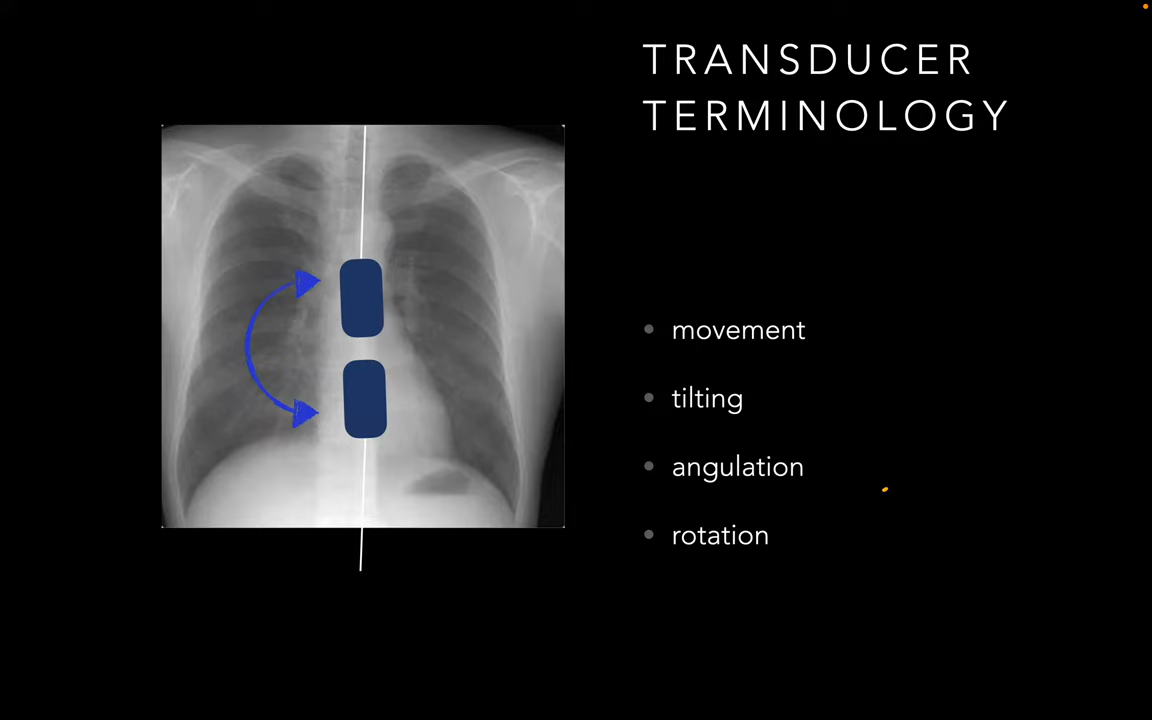 TRANSDUCER
TERMINOLOGY
movement
tilting
angulation
rotation